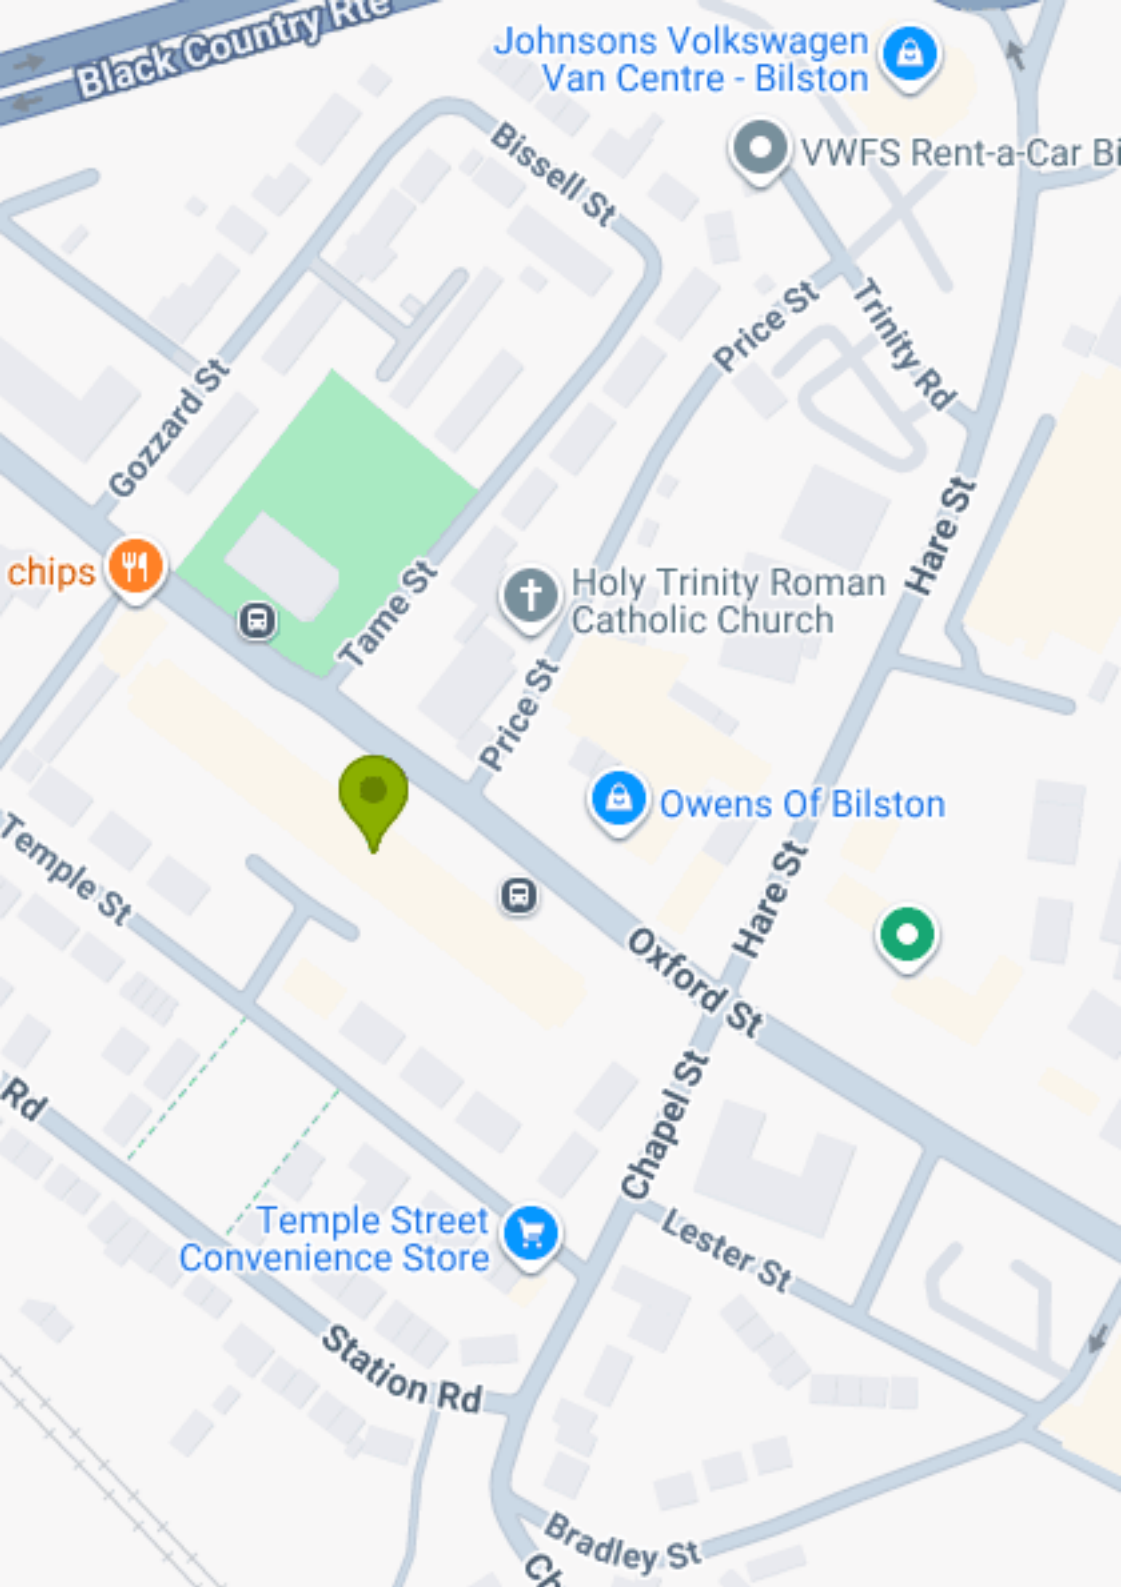 Black Country Rte
Johnsons Volkswagen
Van Centre - Bilston
VWFS Rent-a-Car Bi
Bissell St
Price St
Trinity Rd
Gozzard St
Hare St
chips
Tame St
Holy Trinity Roman
Catholic Church
Price St
Owens Of Bilston
Temple St
Hare St
Oxford St
Rd
Chapel St
Temple Street
Convenience Store
Lester St
Station Rd
Bradley St
Ch